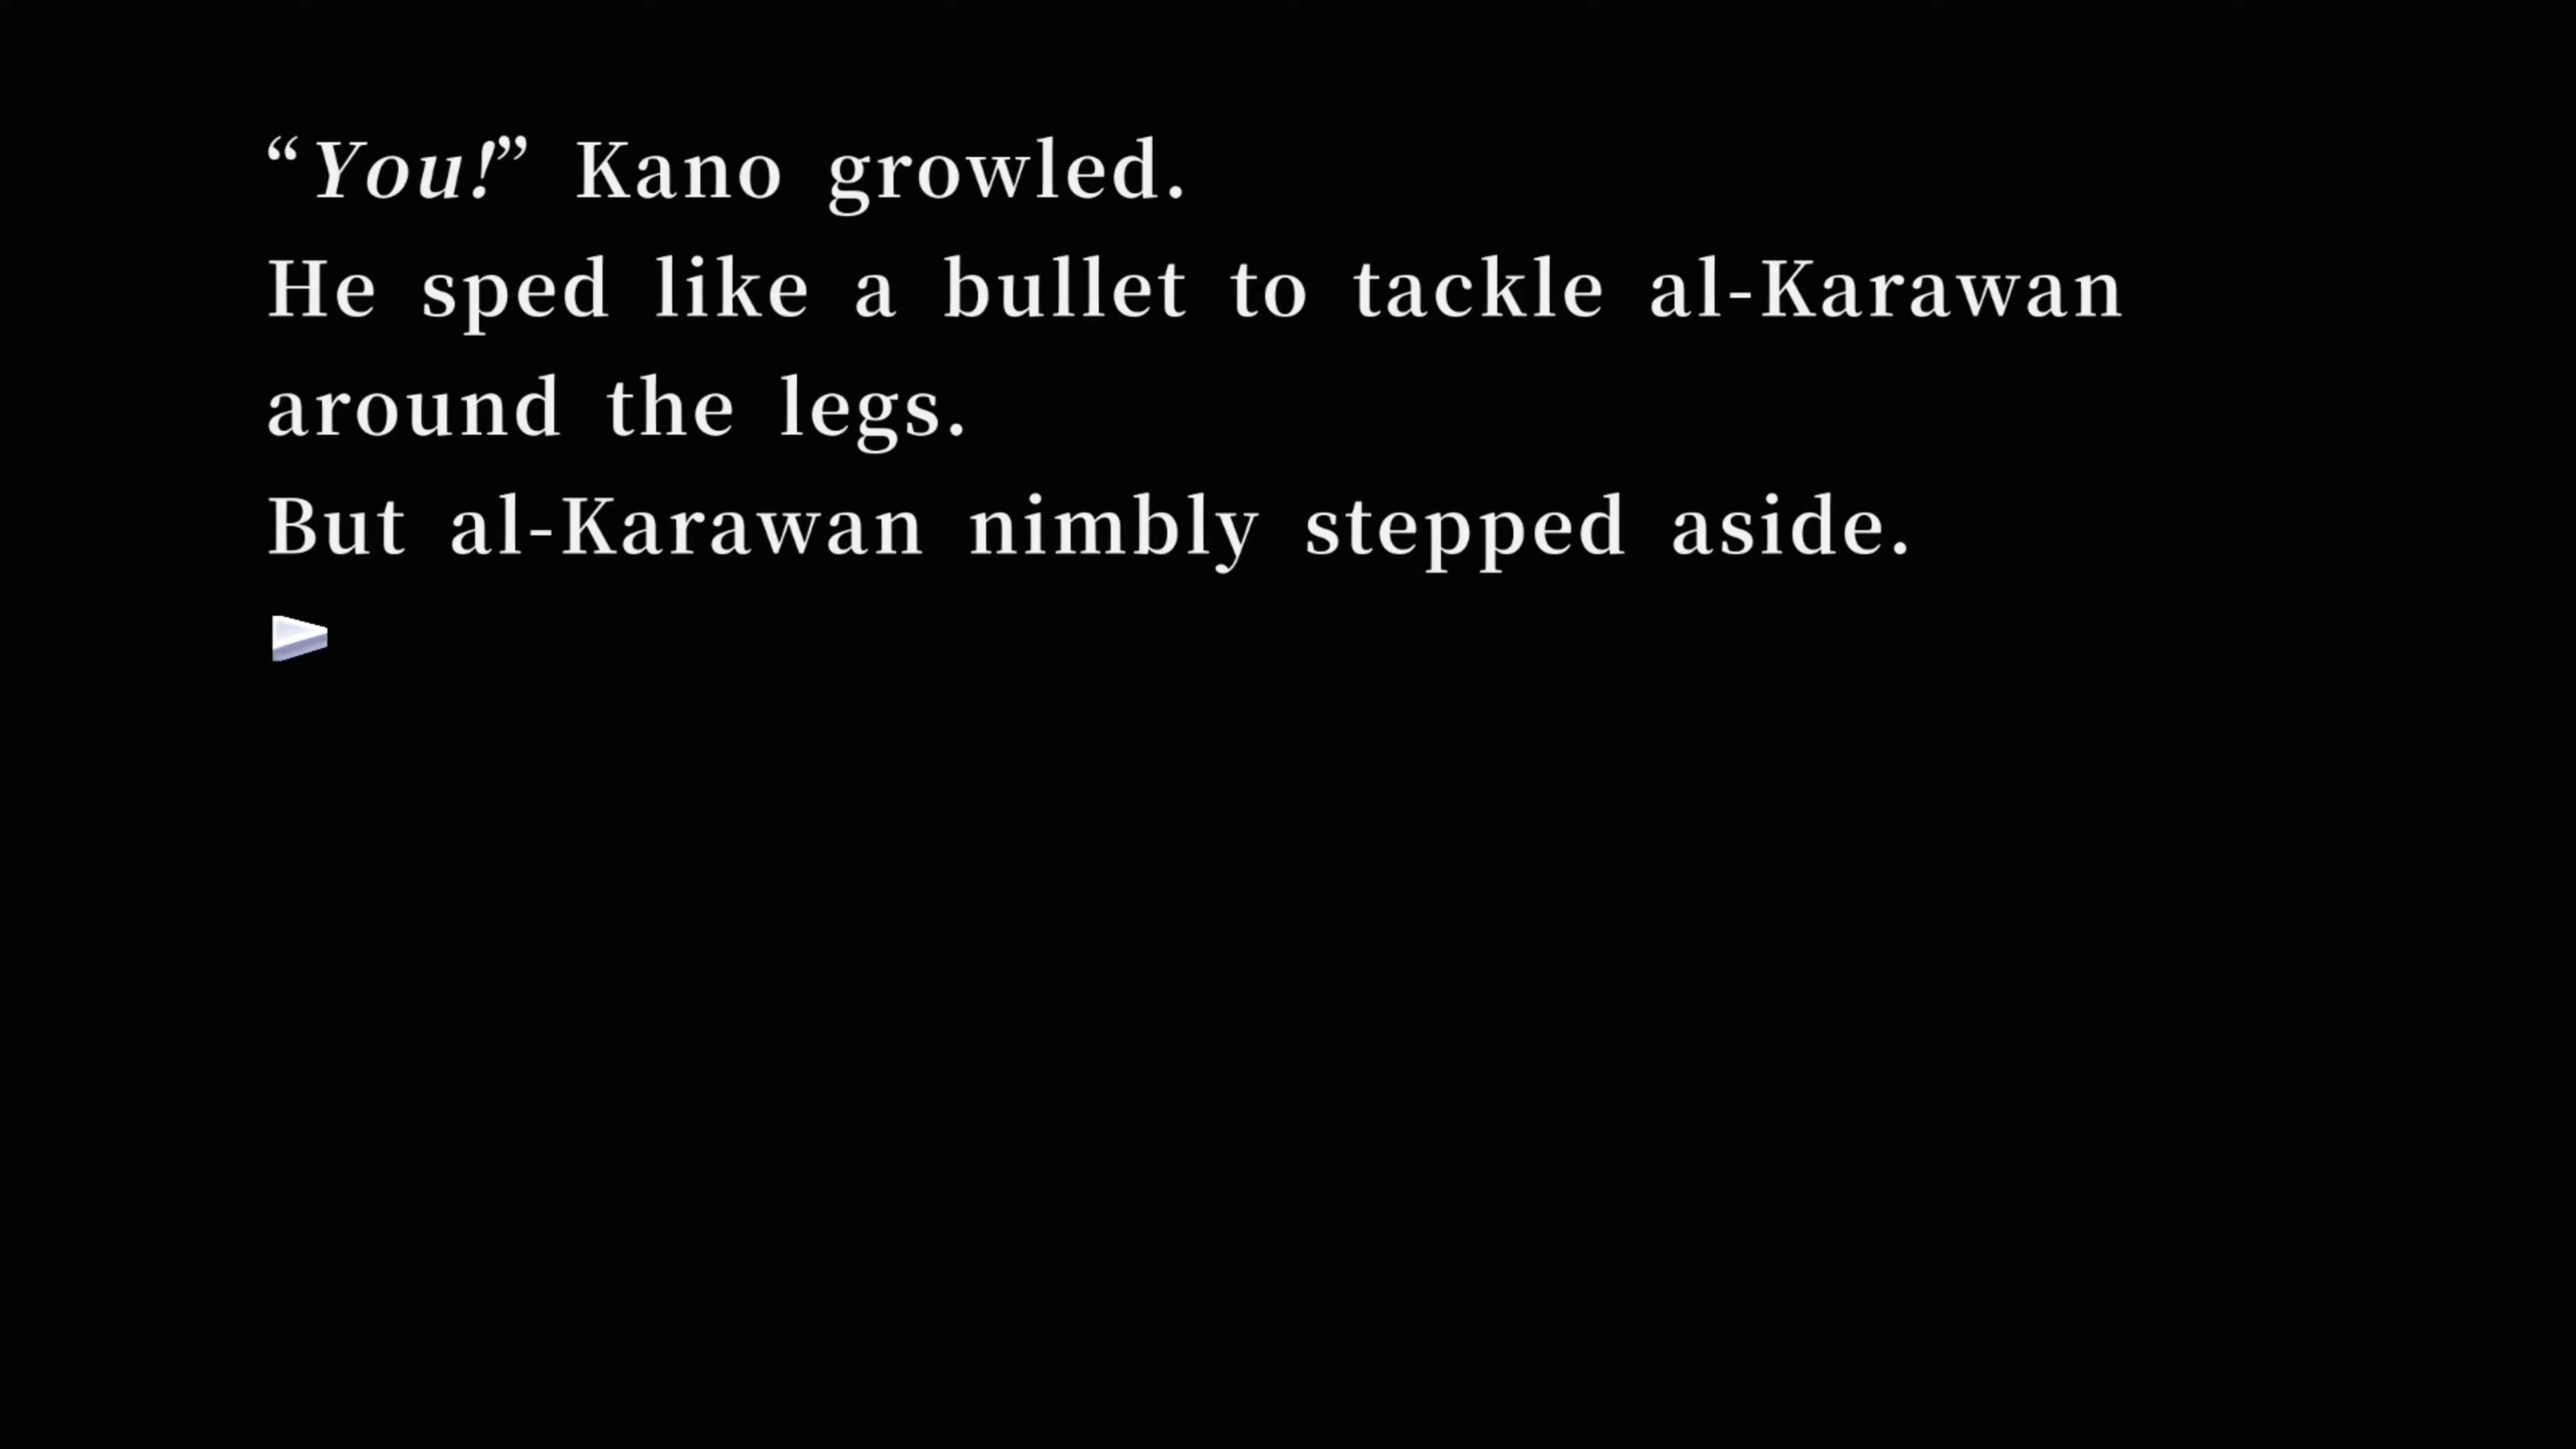 “You!” Kano growled.
He sped like a bullet to tackle al-Karawan
around the legs.
But al-Karawan nimbly stepped aside.